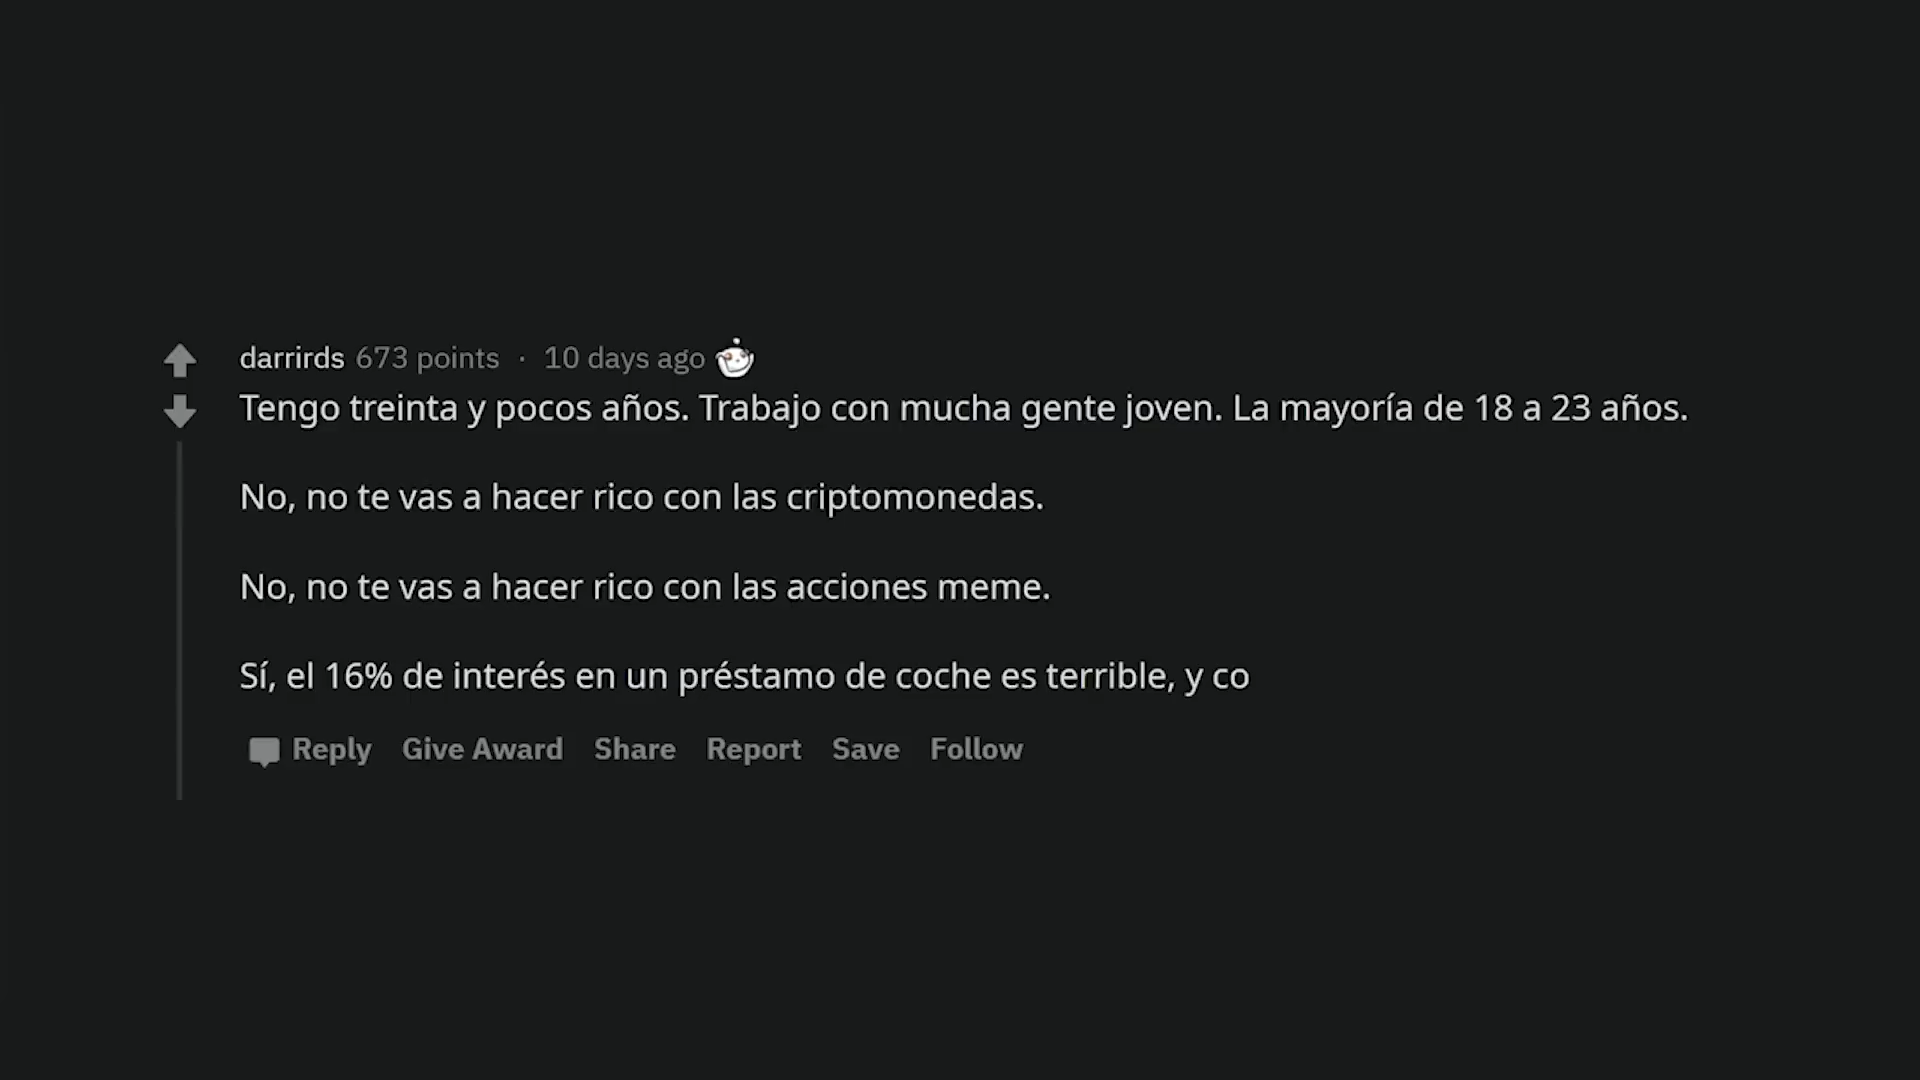 darrirds 673 points · 10 days ago
Tengo treinta y pocos años. Trabajo con mucha gente joven. La mayoría de 18 a 23 años.
No, no te vas a hacer rico con las criptomonedas.
No, no te vas a hacer rico con las acciones meme.
Sí, el 16% de interés en un préstamo de coche es terrible, y co
Reply Give Award Share Report Save Follow